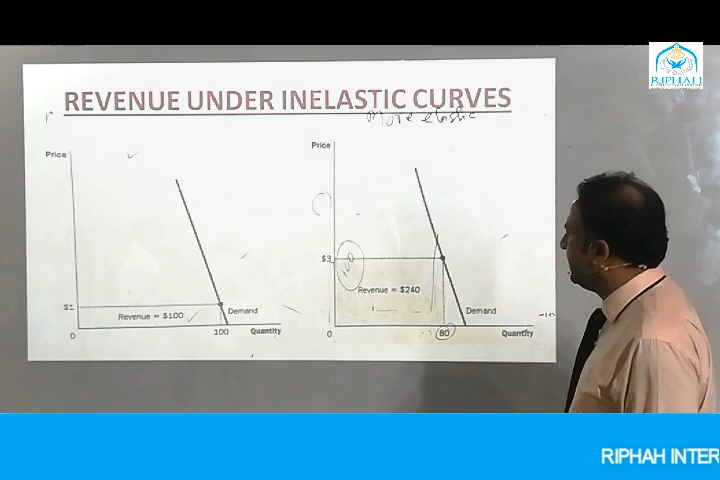 RIPHAH
REVENUE UNDER INELASTIC CURVES
More elastic
Price
$1
Revenue = $100
Demand
0
100
Quantity
Price
$3
100
Revenue = $240
Demand
0
80
Quantity
RIPHAH INTER